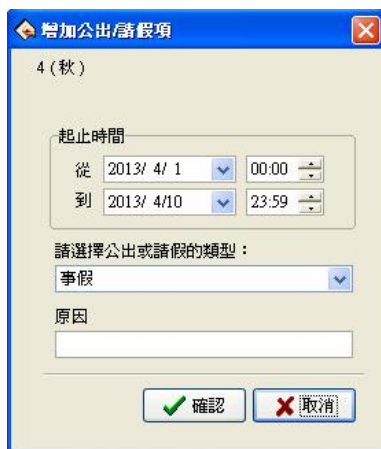 增加公出/請假項
4(秋)
起止時間
從 2013/ 4/ 1 00:00
到 2013/ 4/10 23:59
請選擇公出或請假的類型：
事假
原因
確認 取消